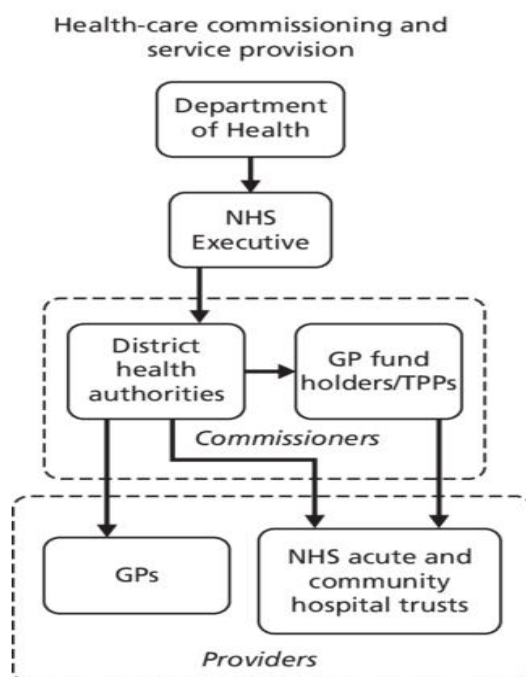 Health-care commissioning and
service provision
Department
of Health
NHS
Executive
District
health
authorities
GP fund
holders/TPPs
Commissioners
GPs
NHS acute and
community
hospital trusts
Providers